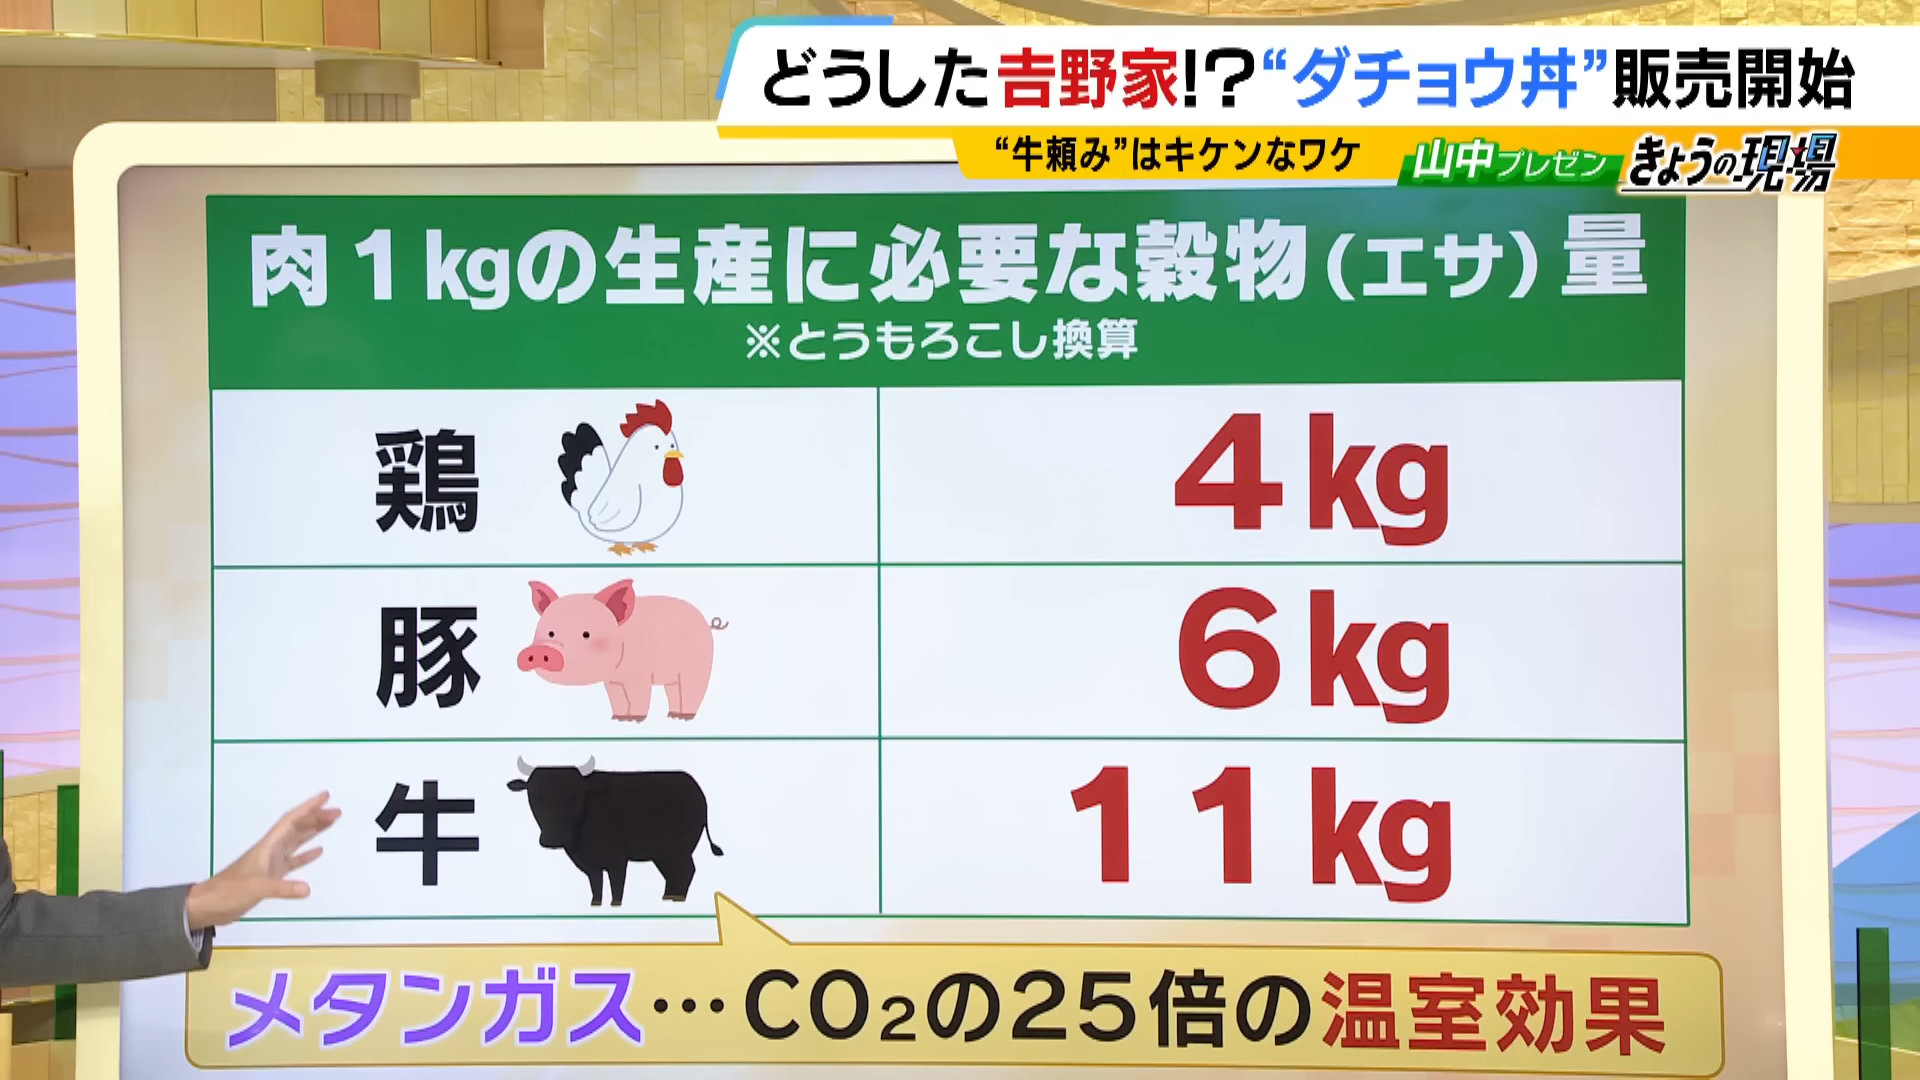 どうした𠮷野家!?“ダチョウ丼”販売開始
“牛頼み”はキケンなワケ
山中プレゼン きょうの現場
肉1kgの生産に必要な穀物(エサ)量
※とうもろこし換算
鶏 4kg
豚 6kg
牛 11kg
メタンガス…CO₂の25倍の温室効果